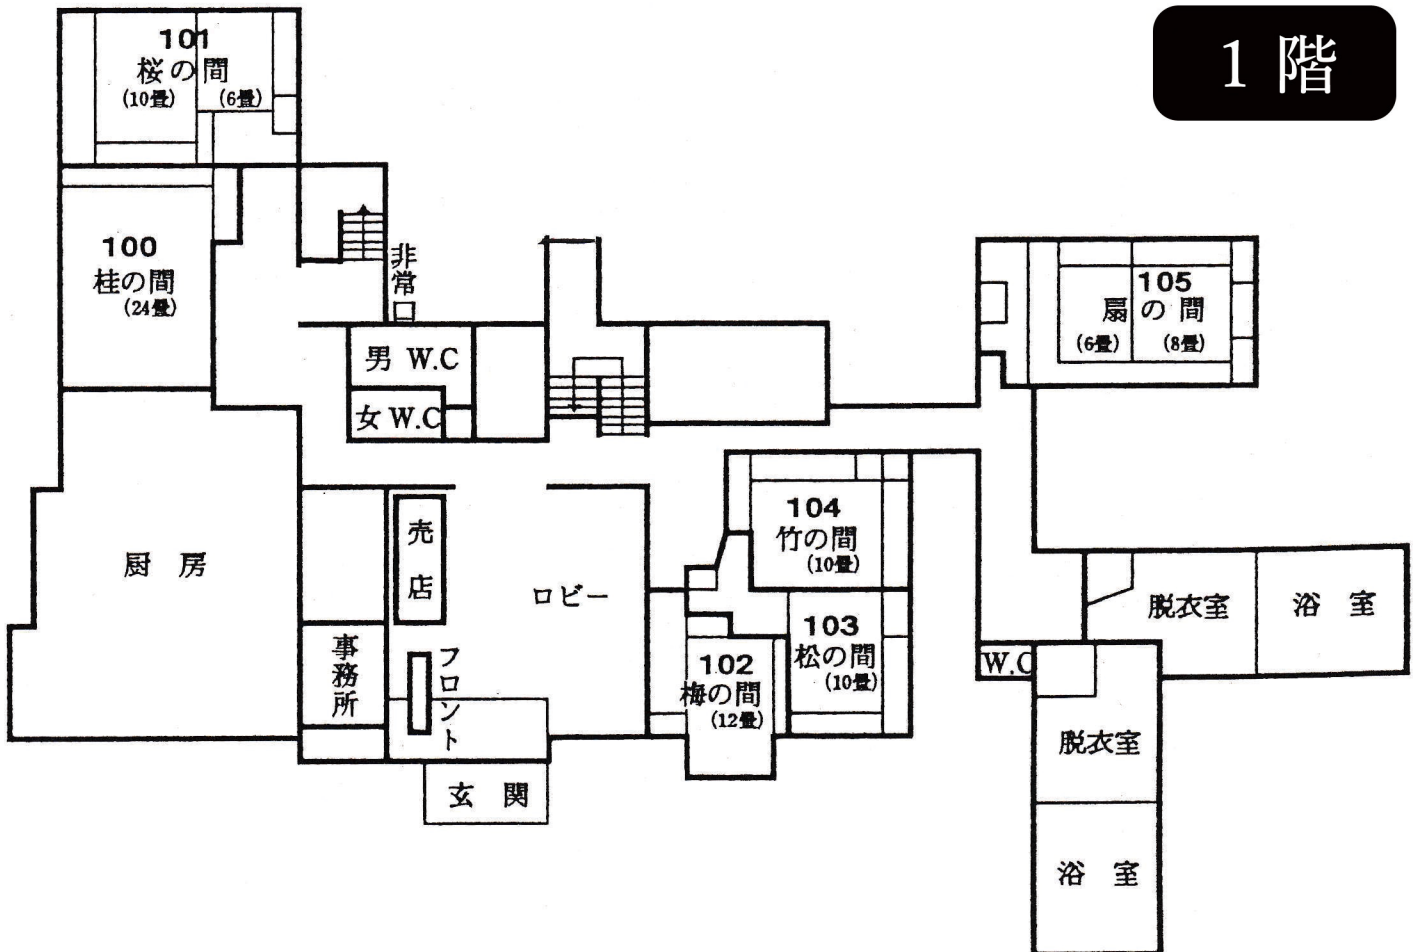 1 階
101
桜の間
(10畳) (6畳)
100
桂の間
(24畳)
非常口
男 W.C
女 W.C
105
扇の間
(6畳) (8畳)
厨 房
売店
ロビー
事務所
フロント
玄 関
104
竹の間
(10畳)
103
松の間
(10畳)
102
梅の間
(12畳)
W.C
脱衣室
浴 室
脱衣室
浴 室